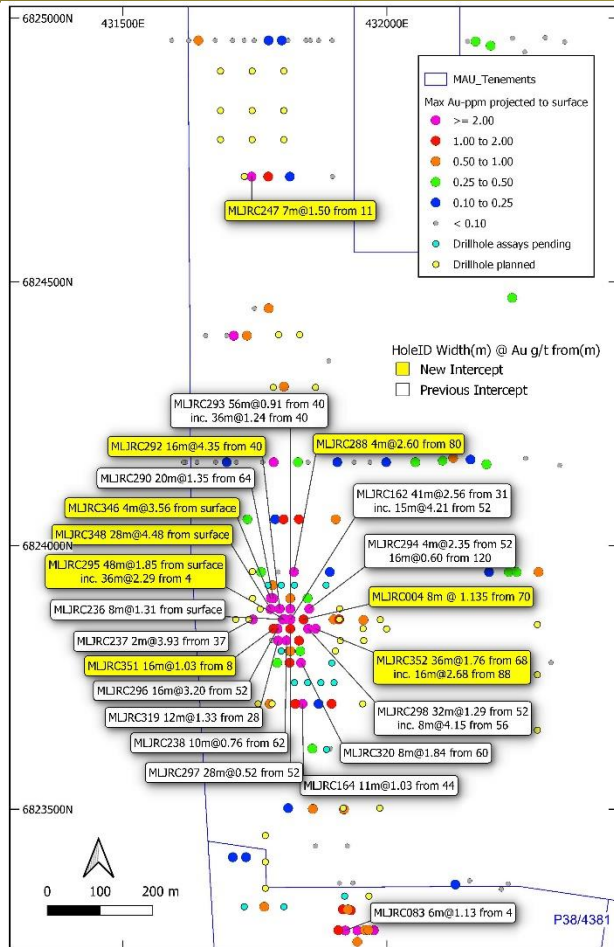 431500E
432000E
6825000N
MAU_Tenements
Max Au-ppm projected to surface
>= 2.00
1.00 to 2.00
0.50 to 1.00
0.25 to 0.50
0.10 to 0.25
< 0.10
Drillhole assays pending
Drillhole planned
MLJRC247 7m@1.50 from 11
6824500N
HoleID Width(m) @ Au g/t from(m)
New Intercept
Previous Intercept
MLJRC293 56m@0.91 from 40
inc. 36m@1.24 from 40
MLJRC292 16m@4.35 from 40
MLJRC288 4m@2.60 from 80
MLJRC290 20m@1.35 from 64
MLJRC162 41m@2.56 from 31
inc. 15m@4.21 from 52
MLJRC346 4m@3.56 from surface
MLJRC348 28m@4.48 from surface
MLJRC294 4m@2.35 from 52
16m@0.60 from 120
6824000N
MLJRC295 48m@1.85 from surface
inc. 36m@2.29 from 4
MLJRC004 8m @ 1.135 from 70
MLJRC236 8m@1.31 from surface
MLJRC237 2m@3.93 from 37
MLJRC351 16m@1.03 from 8
MLJRC352 36m@1.76 from 68
inc. 16m@2.68 from 88
MLJRC296 16m@3.20 from 52
MLJRC298 32m@1.29 from 52
inc. 8m@4.15 from 56
MLJRC319 12m@1.33 from 28
MLJRC238 10m@0.76 from 62
MLJRC320 8m@1.84 from 60
MLJRC297 28m@0.52 from 52
MLJRC164 11m@1.03 from 44
6823500N
0 100 200 m
MLJRC083 6m@1.13 from 4
P38/4381